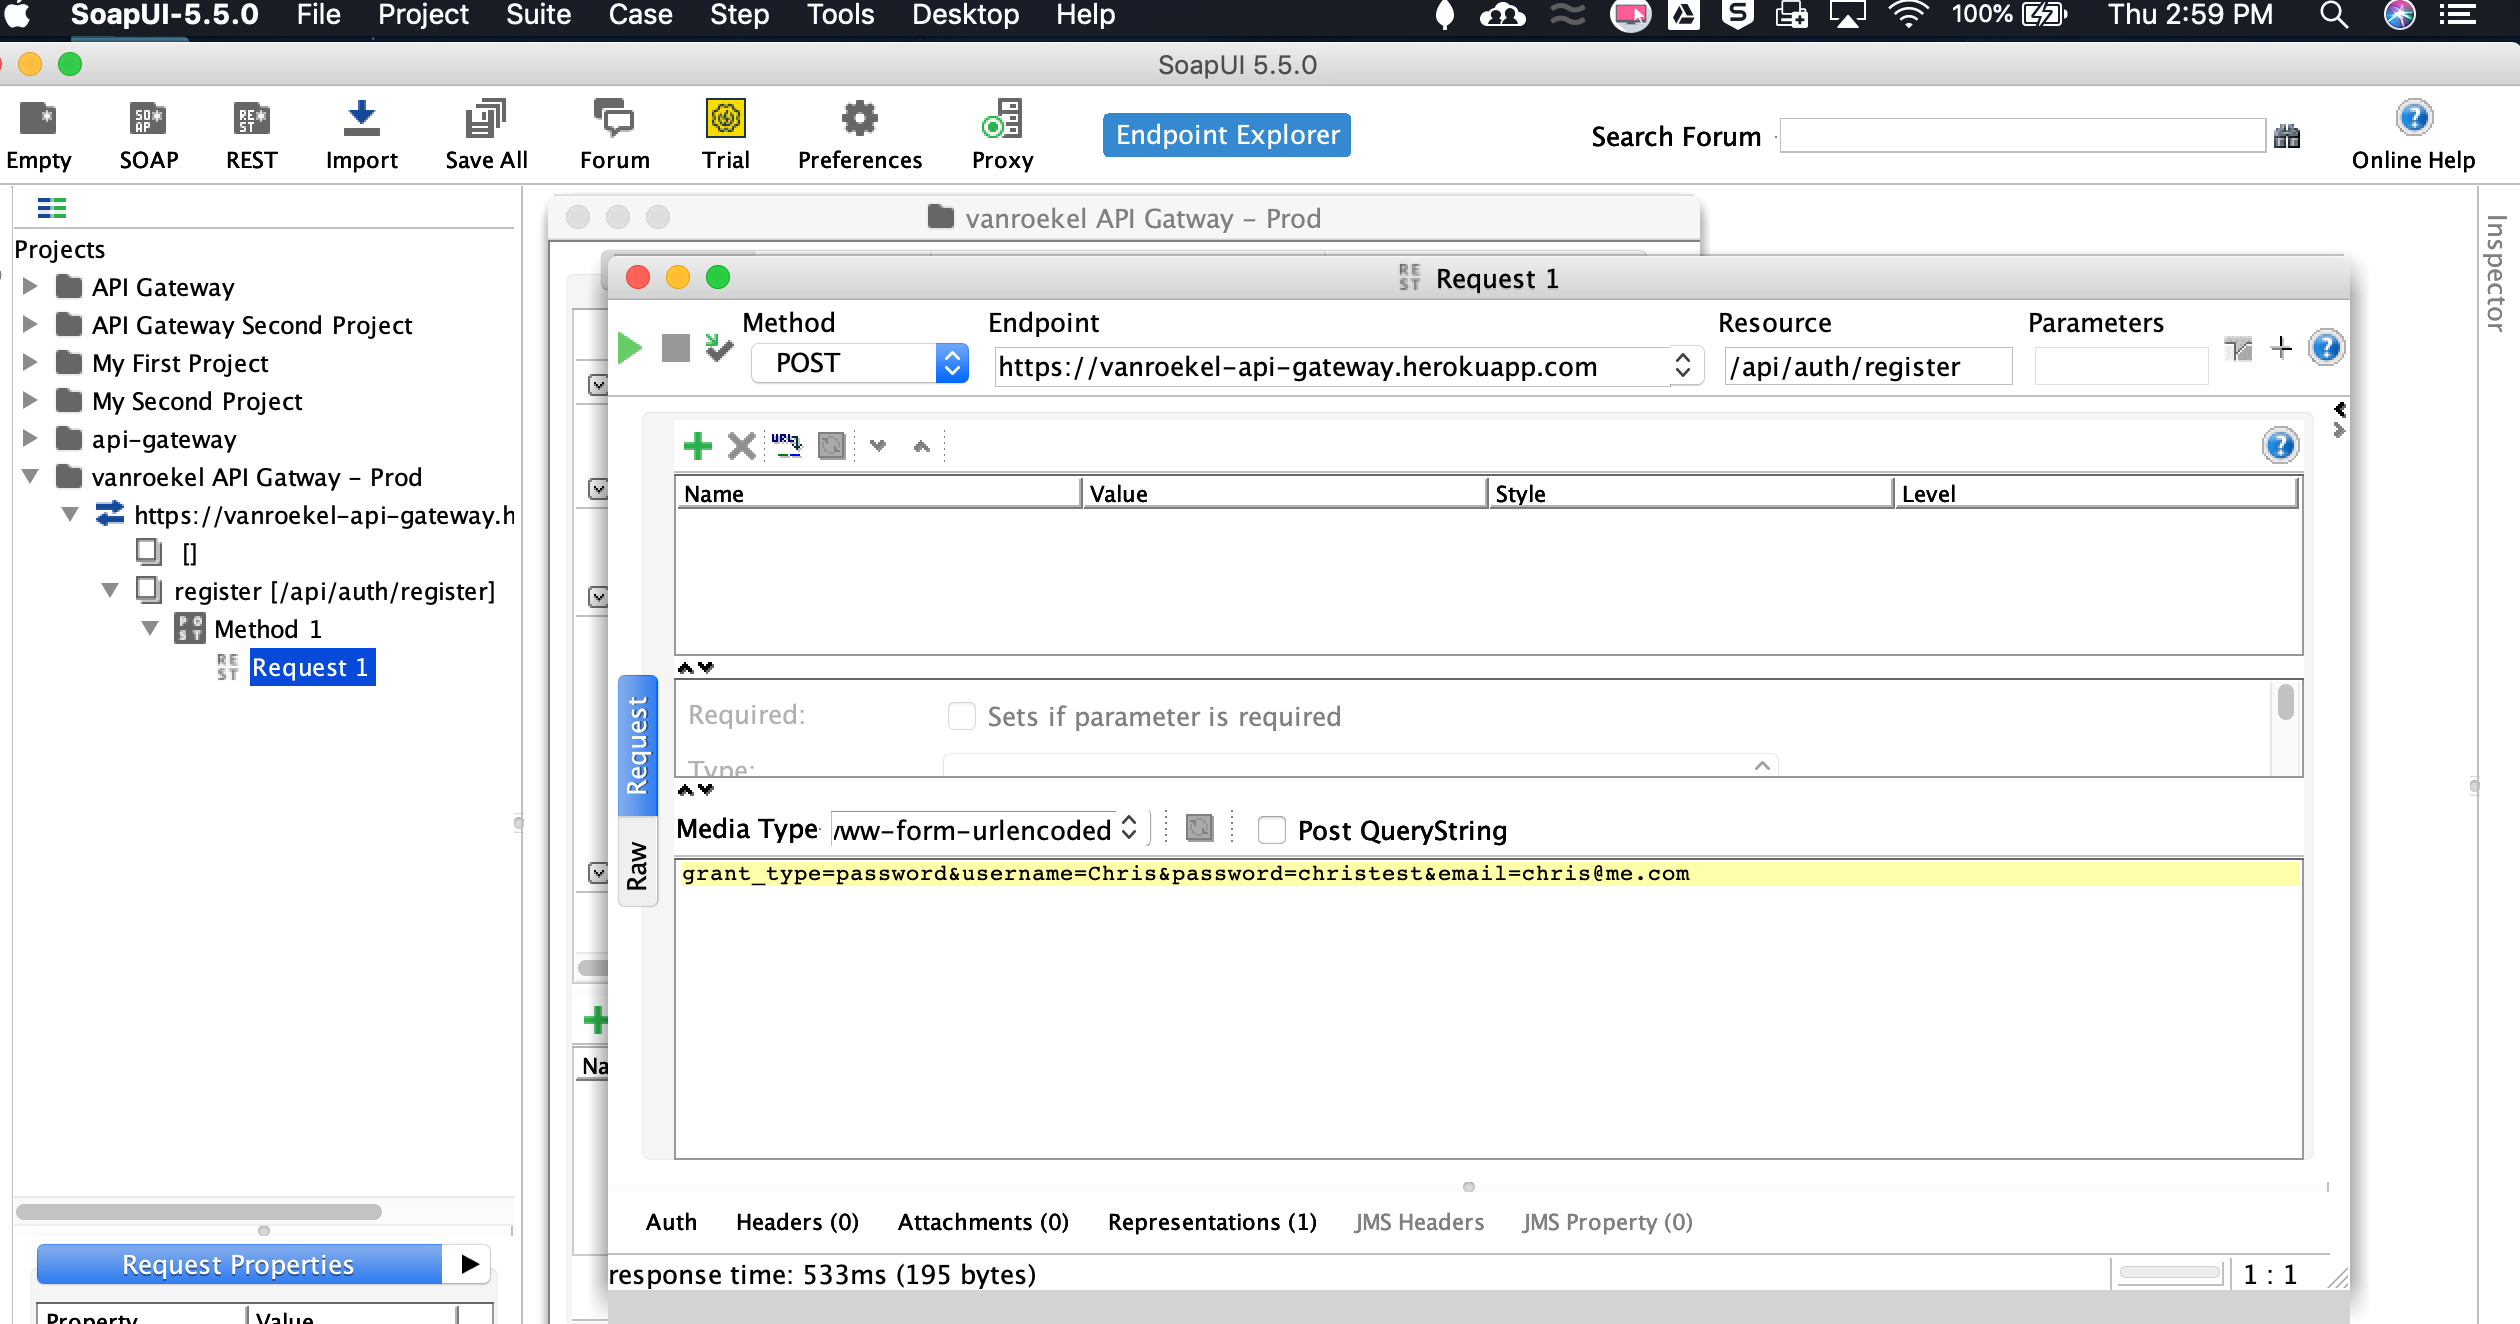 SoapUI-5.5.0 File Project Suite Case Step Tools Desktop Help 100% Thu 2:59 PM
SoapUI 5.5.0
Empty SOAP REST Import Save All Forum Trial Preferences Proxy Endpoint Explorer Search Forum Online Help
Inspector
Projects
API Gateway
API Gateway Second Project
My First Project
My Second Project
api-gateway
vanroekel API Gatway - Prod
https://vanroekel-api-gateway.h
[]
register [/api/auth/register]
Method 1
Request 1
Request Properties
Property Value
vanroekel API Gatway - Prod
Na
Request 1
Method Endpoint Resource Parameters
POST https://vanroekel-api-gateway.herokuapp.com /api/auth/register
Name Value Style Level
Required: Sets if parameter is required
Type:
Request
Raw
Media Type /ww-form-urlencoded Post QueryString
grant_type=password&username=Chris&password=christest&email=chris@me.com
Auth Headers (0) Attachments (0) Representations (1) JMS Headers JMS Property (0)
response time: 533ms (195 bytes) 1 : 1